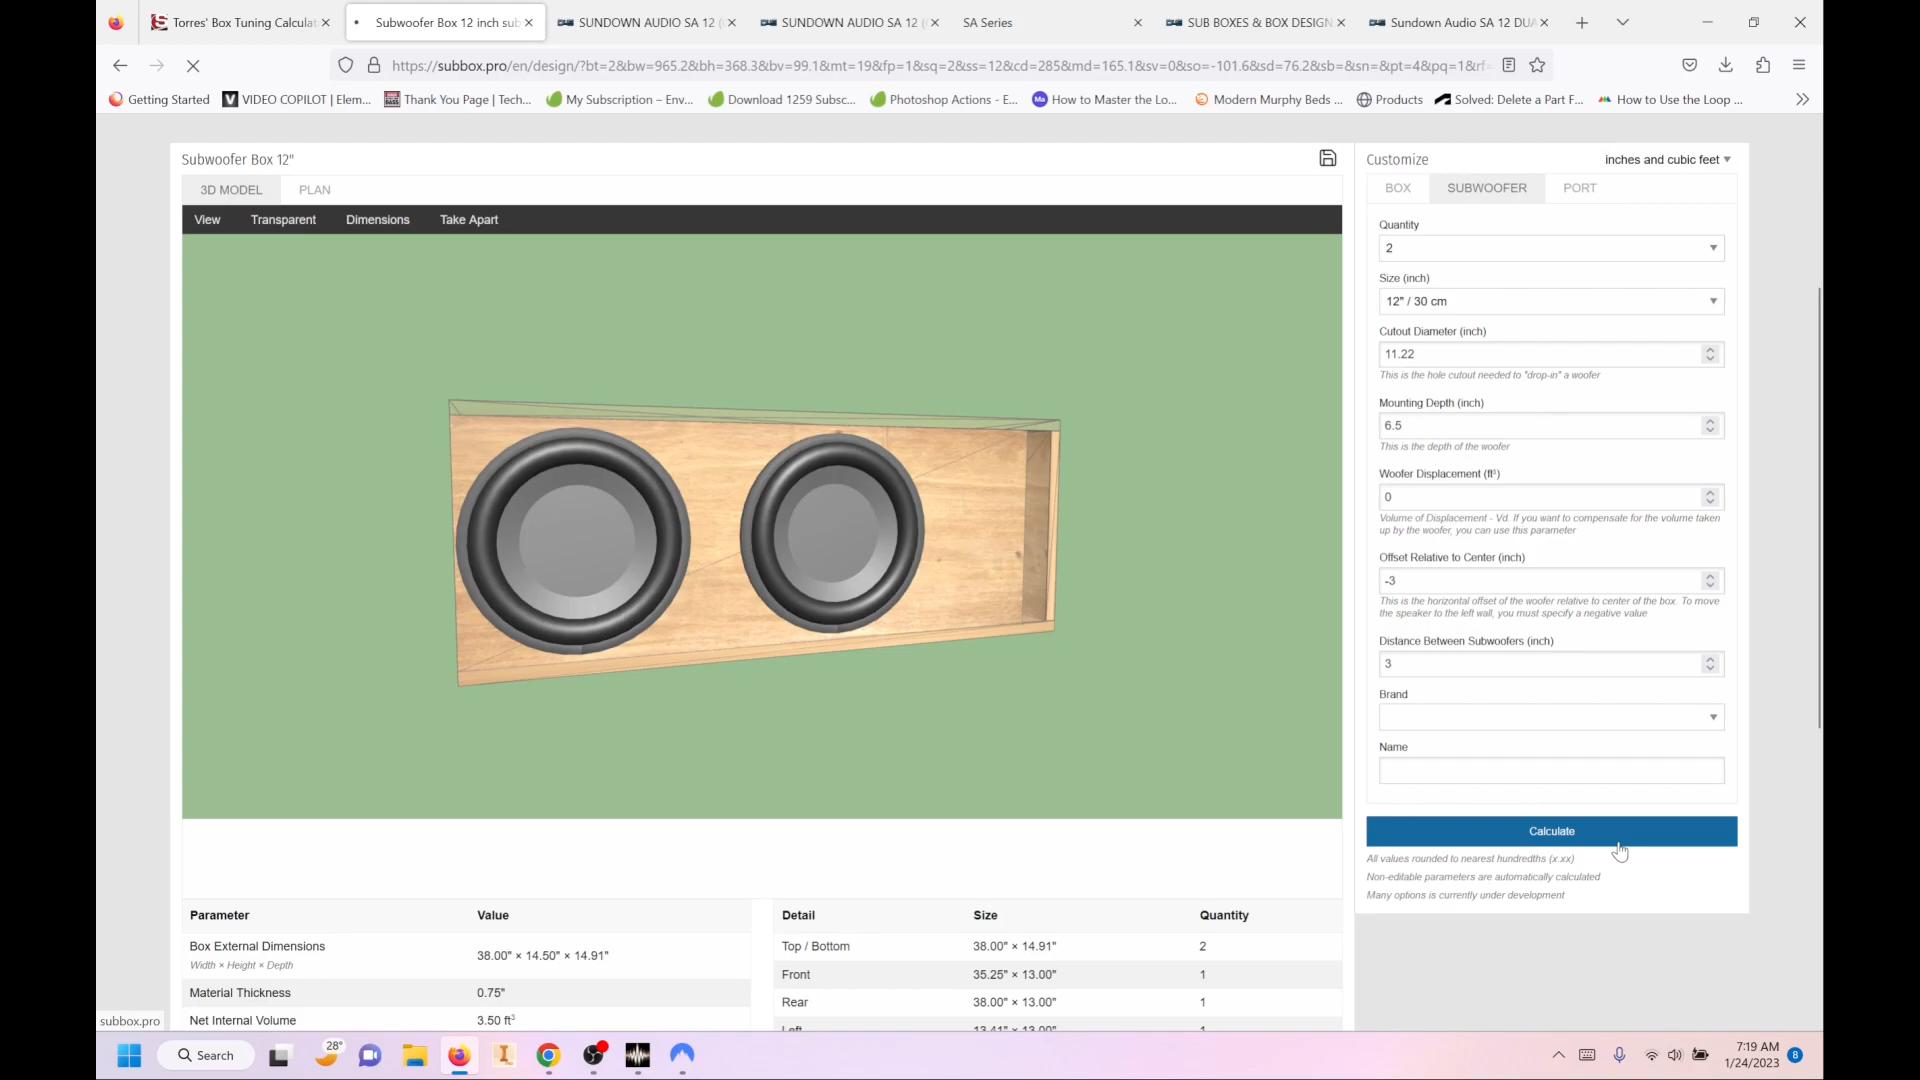 Torres' Box Tuning Calculat
Subwoofer Box 12 inch sub
SUNDOWN AUDIO SA 12 (
SUNDOWN AUDIO SA 12 (
SA Series
SUB BOXES & BOX DESIGN
Sundown Audio SA 12 DUA
https://subbox.pro/en/design/?bt=2&bw=965.2&bh=368.3&bv=99.1&mt=19&fp=1&sq=2&ss=12&cd=285&md=165.1&sv=0&so=-101.6&sd=76.2&sb=&sn=&pt=4&pq=1&rf=
Getting Started
VIDEO COPILOT | Elem...
Thank You Page | Tech...
My Subscription – Env...
Download 1259 Subsc...
Photoshop Actions - E...
How to Master the Lo...
Modern Murphy Beds ...
Products
Solved: Delete a Part F...
How to Use the Loop ...
Subwoofer Box 12"
3D MODEL
PLAN
View
Transparent
Dimensions
Take Apart
Customize
inches and cubic feet
BOX
SUBWOOFER
PORT
Quantity
2
Size (inch)
12" / 30 cm
Cutout Diameter (inch)
11.22
This is the hole cutout needed to "drop-in" a woofer
Mounting Depth (inch)
6.5
This is the depth of the woofer
Woofer Displacement (ft³)
0
Volume of Displacement - Vd. If you want to compensate for the volume taken
up by the woofer, you can use this parameter
Offset Relative to Center (inch)
-3
This is the horizontal offset of the woofer relative to center of the box. To move
the speaker to the left wall, you must specify a negative value
Distance Between Subwoofers (inch)
3
Brand
Name
Calculate
All values rounded to nearest hundredths (x.xx)
Non-editable parameters are automatically calculated
Many options is currently under development
Parameter
Value
Box External Dimensions
Width × Height × Depth
38.00" × 14.50" × 14.91"
Material Thickness
0.75"
Net Internal Volume
3.50 ft³
Detail
Size
Quantity
Top / Bottom
38.00" × 14.91"
2
Front
35.25" × 13.00"
1
Rear
38.00" × 13.00"
1
Left
13.41" × 13.00"
1
subbox.pro
Search
28°
7:19 AM
1/24/2023
8